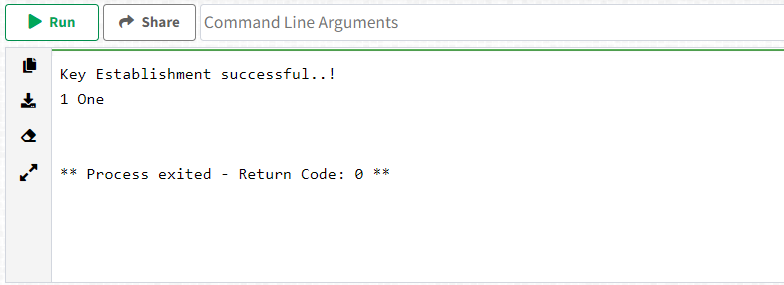 Run Share Command Line Arguments
Key Establishment successful..!
1 One
** Process exited - Return Code: 0 **